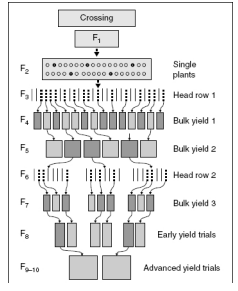 Crossing
F1
F2 Single plants
F3 Head row 1
F4 Bulk yield 1
F5 Bulk yield 2
F6 Head row 2
F7 Bulk yield 3
F8 Early yield trials
F9–10 Advanced yield trials